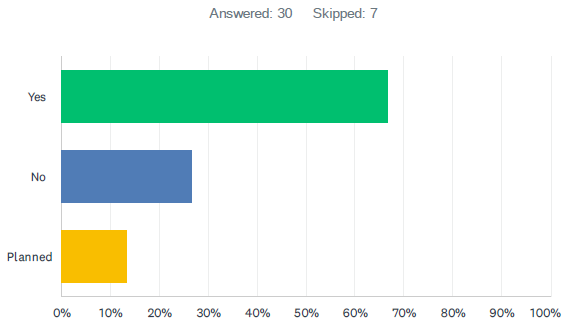 Answered: 30 Skipped: 7
Yes
No
Planned
0% 10% 20% 30% 40% 50% 60% 70% 80% 90% 100%